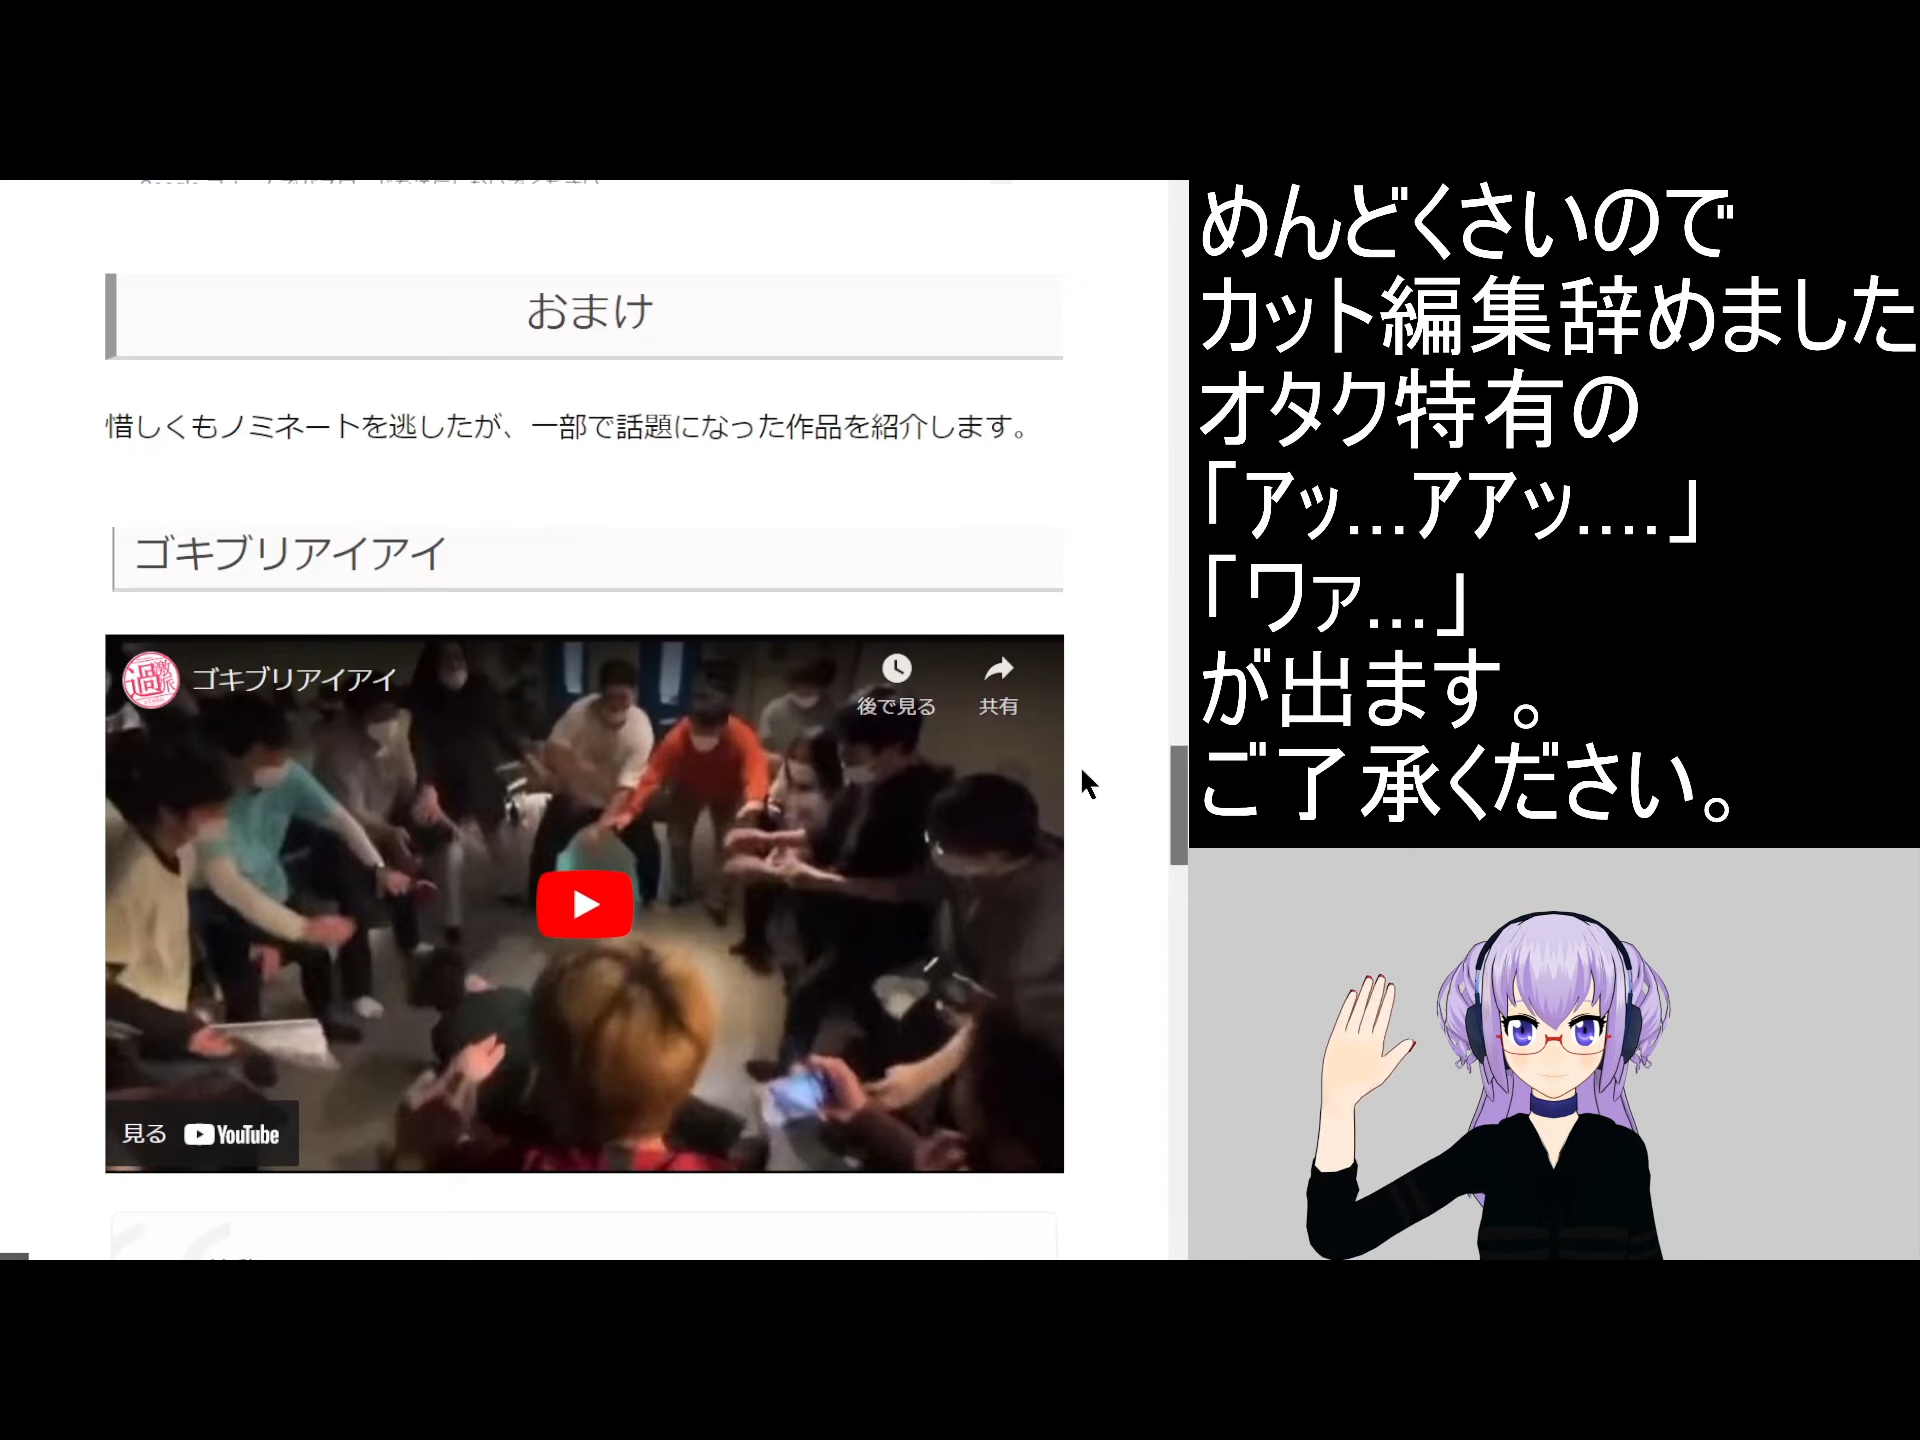 おまけ
惜しくもノミネートを逃したが、一部で話題になった作品を紹介します。
ゴキブリアイアイ
過激派
ゴキブリアイアイ
後で見る
共有
見る YouTube
めんどくさいので
カット編集辞めました
オタク特有の
「アッ...アアッ....」
「ワァ...」
が出ます。
ご了承ください。